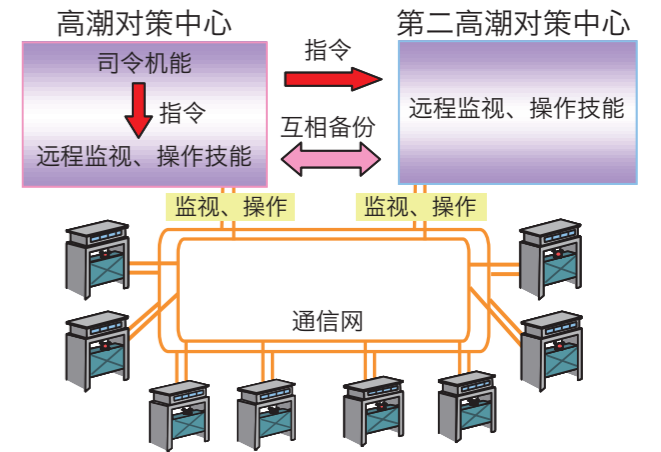 高潮对策中心
第二高潮对策中心
司令机能
指令
远程监视、操作技能
指令
互相备份
远程监视、操作技能
监视、操作
监视、操作
通信网